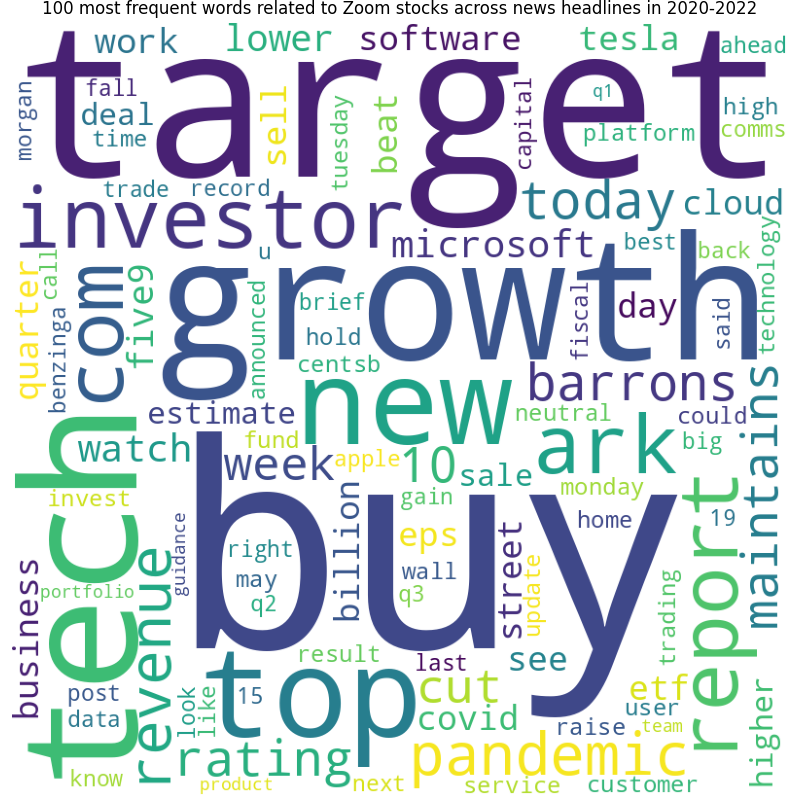 100 most frequent words related to Zoom stocks across news headlines in 2020-2022
work
lower
software
tesla
ahead
target
morgan
fall
deal
time
sell
tuesday
beat
capital
q1
platform
high
comms
trade
record
investor
today
cloud
u
microsoft
best
back
technology
quarter
call
benzinga
com
five9
growth
announced
brief
hold
centsb
fiscal
day
said
barrons
new
estimate
neutral
could
watch
fund
week
apple
10
sale
ark
big
maintains
tech
invest
gain
monday
buy
home
19
report
guidance
right
may
q2
billion
eps
wall
q3
street
update
business
portfolio
revenue
trading
result
last
see
post
data
look
like
top
15
cut
covid
etf
user
raise
team
higher
rating
pandemic
know
product
next
service
customer